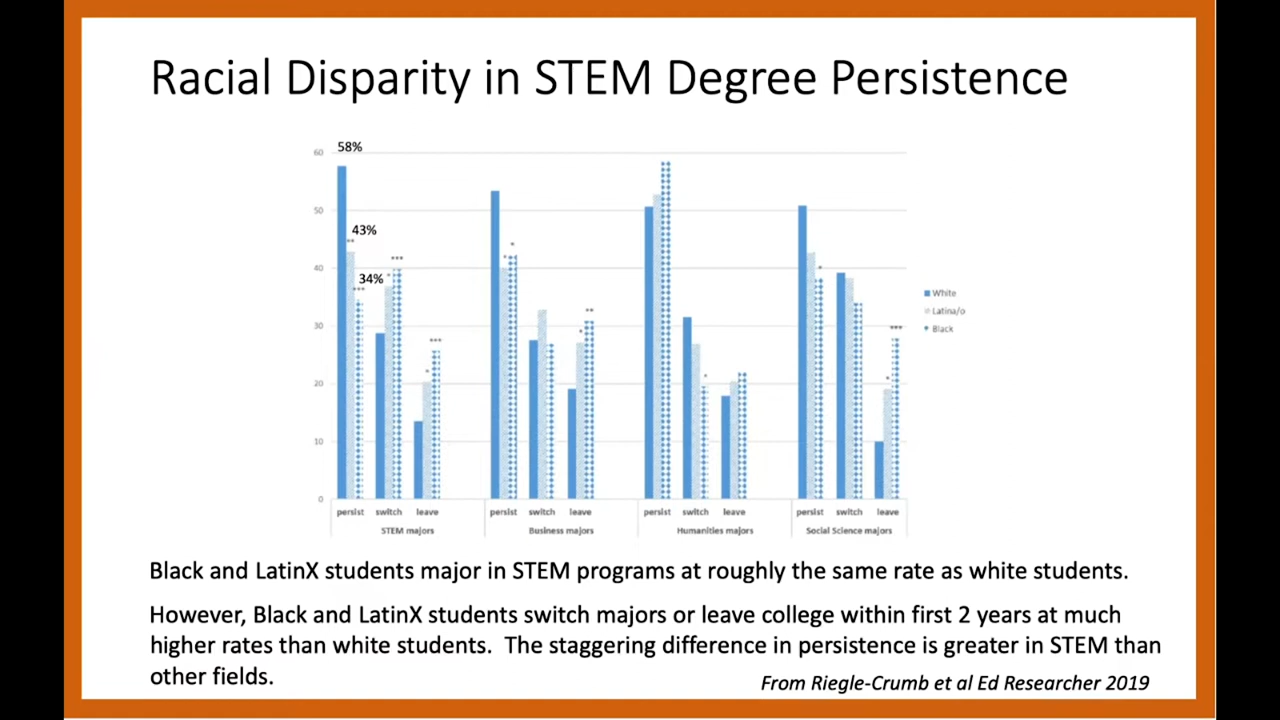 Racial Disparity in STEM Degree Persistence
58%
43%
34%
60
50
40
30
20
10
0
**
***
*
***
*
***
*
*
*
**
*
*
*
***
White
Latina/o
Black
persist switch leave persist switch leave persist switch leave persist switch leave
STEM majors Business majors Humanities majors Social Science majors
Black and LatinX students major in STEM programs at roughly the same rate as white students.
However, Black and LatinX students switch majors or leave college within first 2 years at much
higher rates than white students. The staggering difference in persistence is greater in STEM than
other fields.
From Riegle-Crumb et al Ed Researcher 2019